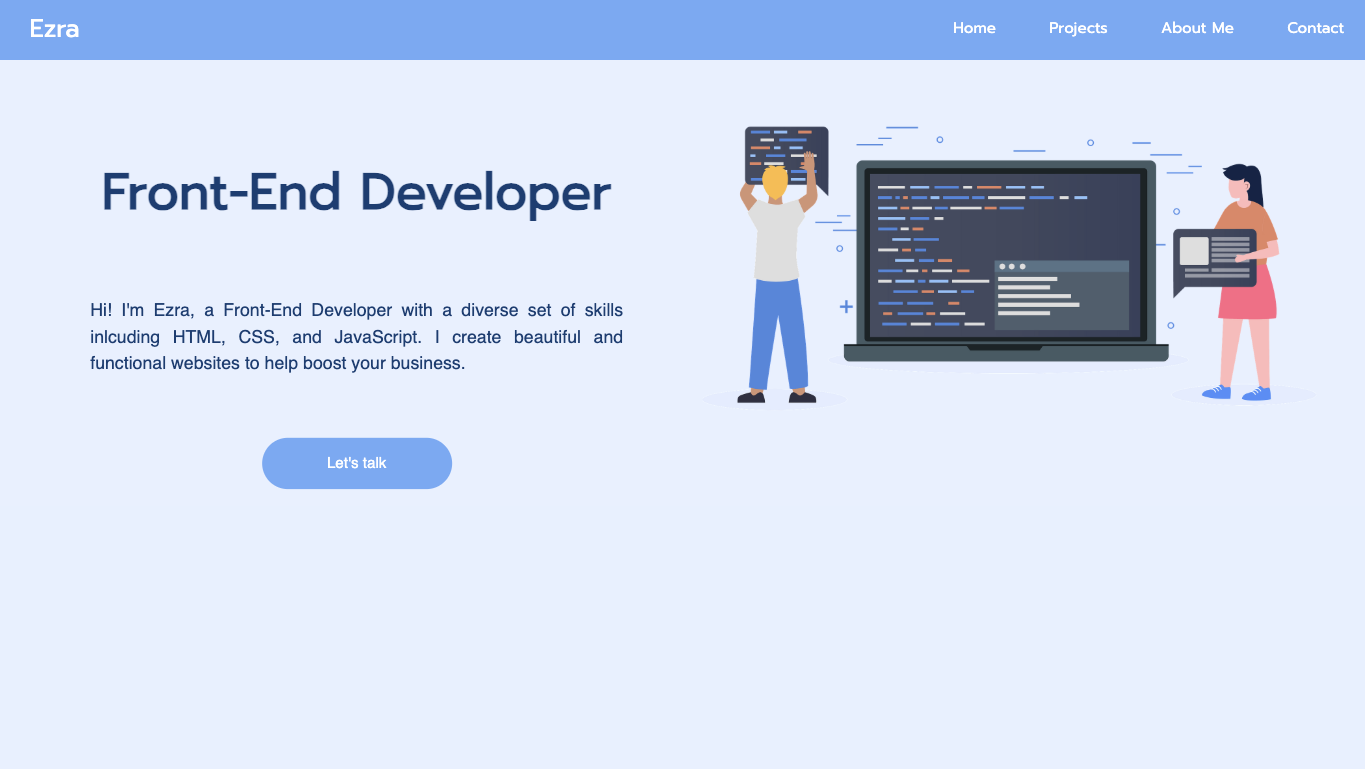 Ezra
Home Projects About Me Contact
Front-End Developer
Hi! I'm Ezra, a Front-End Developer with a diverse set of skills
inlcuding HTML, CSS, and JavaScript. I create beautiful and
functional websites to help boost your business.
Let's talk